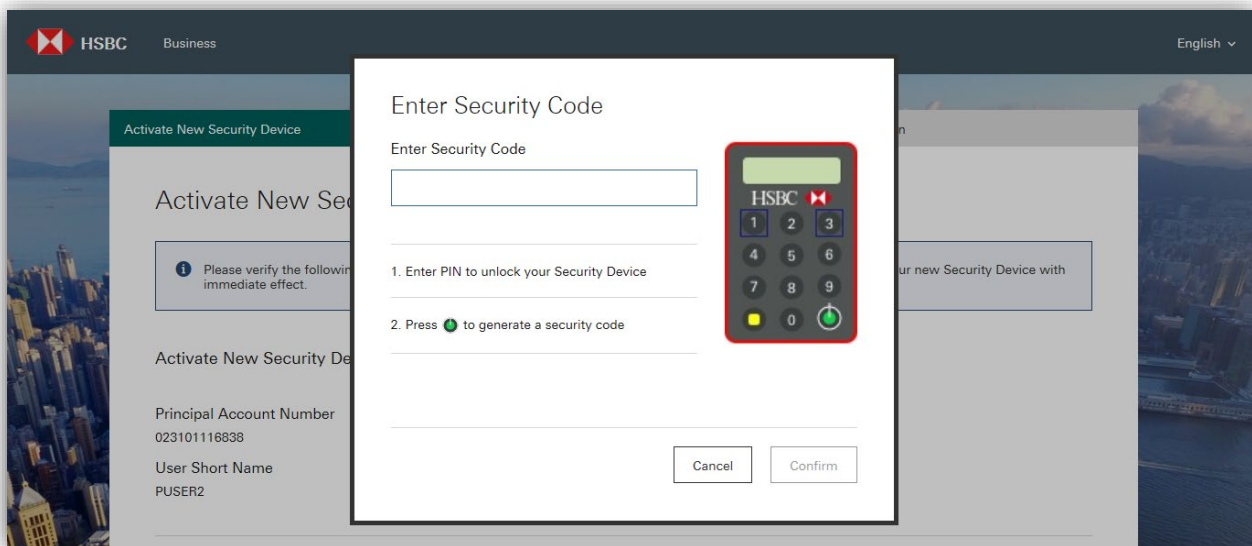 HSBC Business English
Activate New Security Device
n
Activate New Sec
Please verify the followin
ur new Security Device with
immediate effect.
Activate New Security De
Principal Account Number
023101116838
User Short Name
PUSER2
Enter Security Code
Enter Security Code
1. Enter PIN to unlock your Security Device
2. Press to generate a security code
HSBC
1 2 3
4 5 6
7 8 9
0
Cancel Confirm